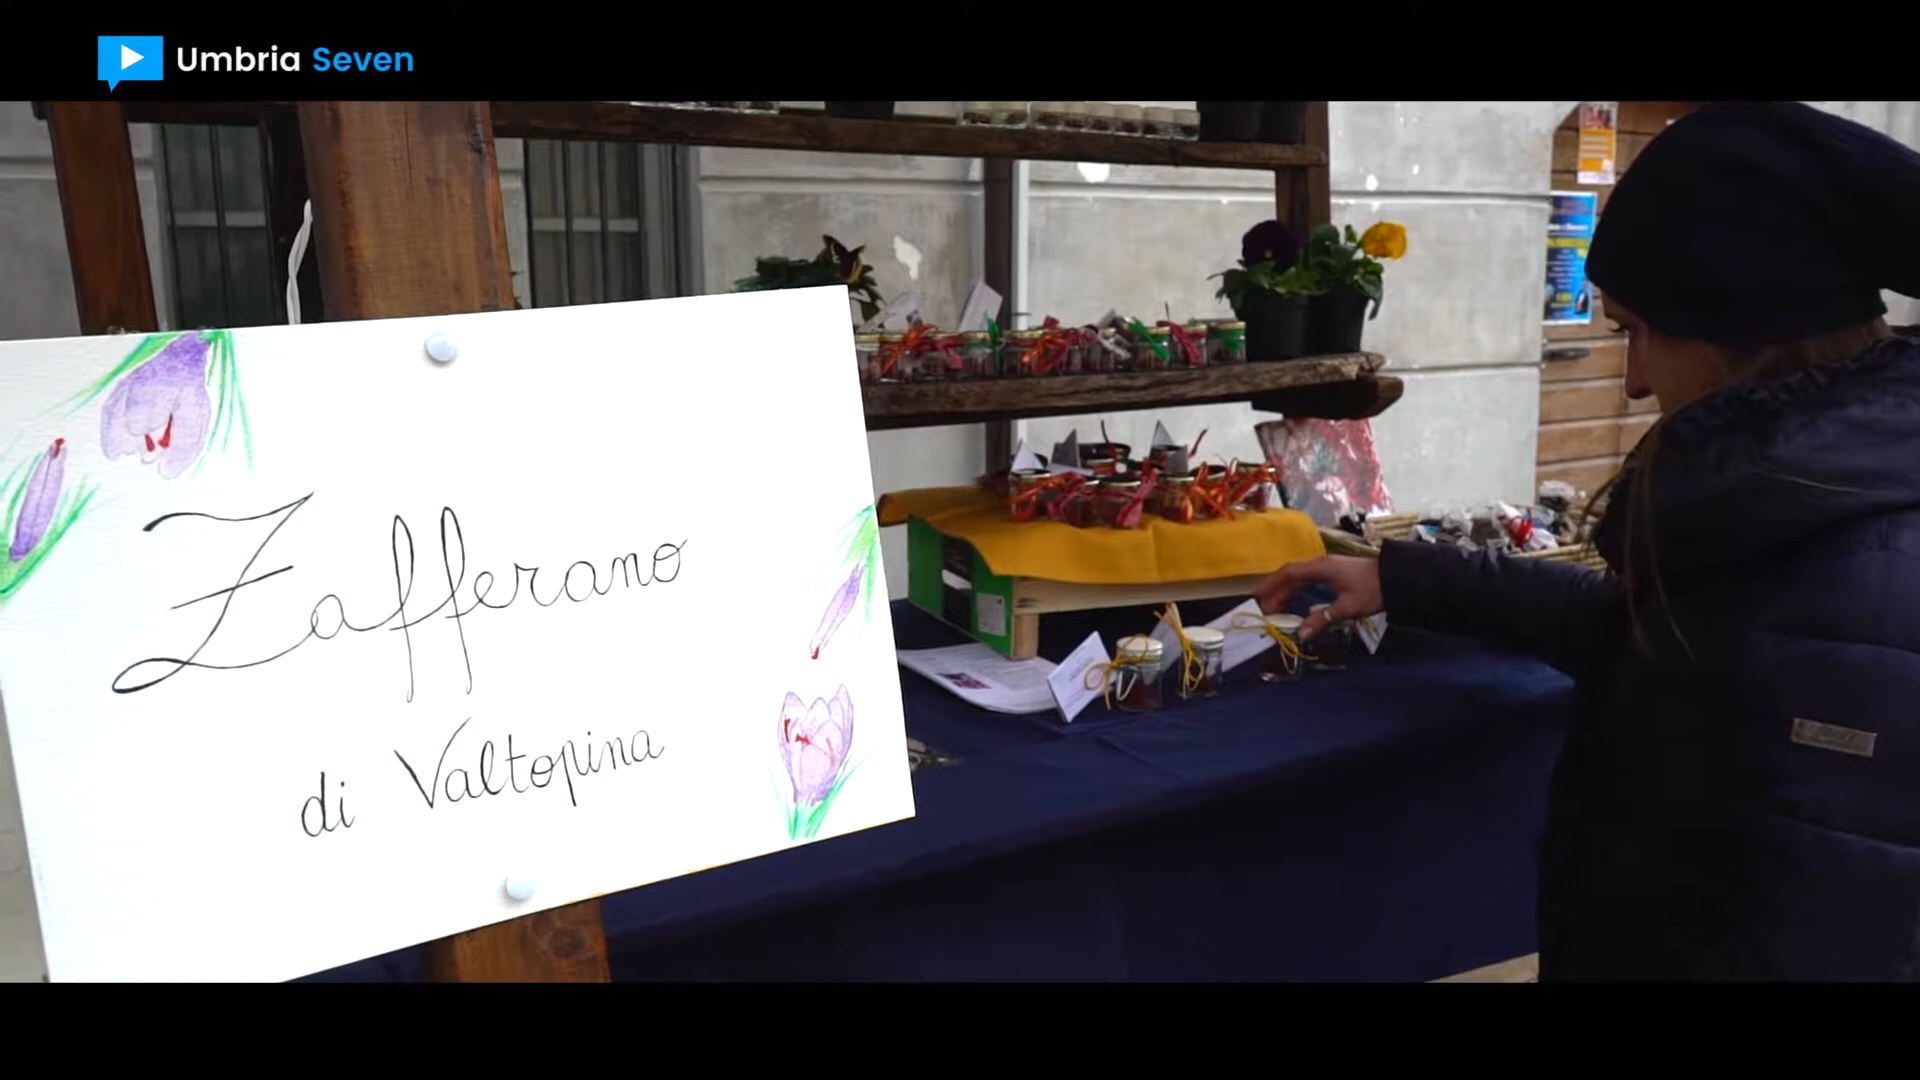 Umbria Seven
Zafferano
di Valtopina